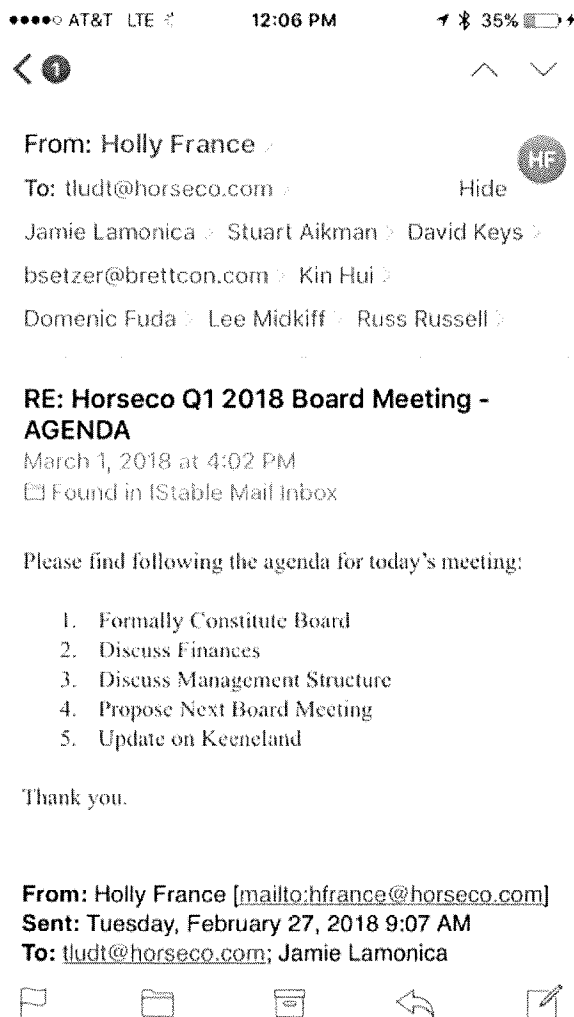 AT&T LTE 12:06 PM 35%
1
From: Holly France
HF
To: tludt@horseco.com Hide
Jamie Lamonica Stuart Aikman David Keys
bsetzer@brettcon.com Kin Hui
Domenic Fuda Lee Midkiff Russ Russell
RE: Horseco Q1 2018 Board Meeting -
AGENDA
March 1, 2018 at 4:02 PM
Found in IStable Mail Inbox
Please find following the agenda for today's meeting:
1. Formally Constitute Board
2. Discuss Finances
3. Discuss Management Structure
4. Propose Next Board Meeting
5. Update on Keeneland
Thank you.
From: Holly France [mailto:hfrance@horseco.com]
Sent: Tuesday, February 27, 2018 9:07 AM
To: tludt@horseco.com; Jamie Lamonica